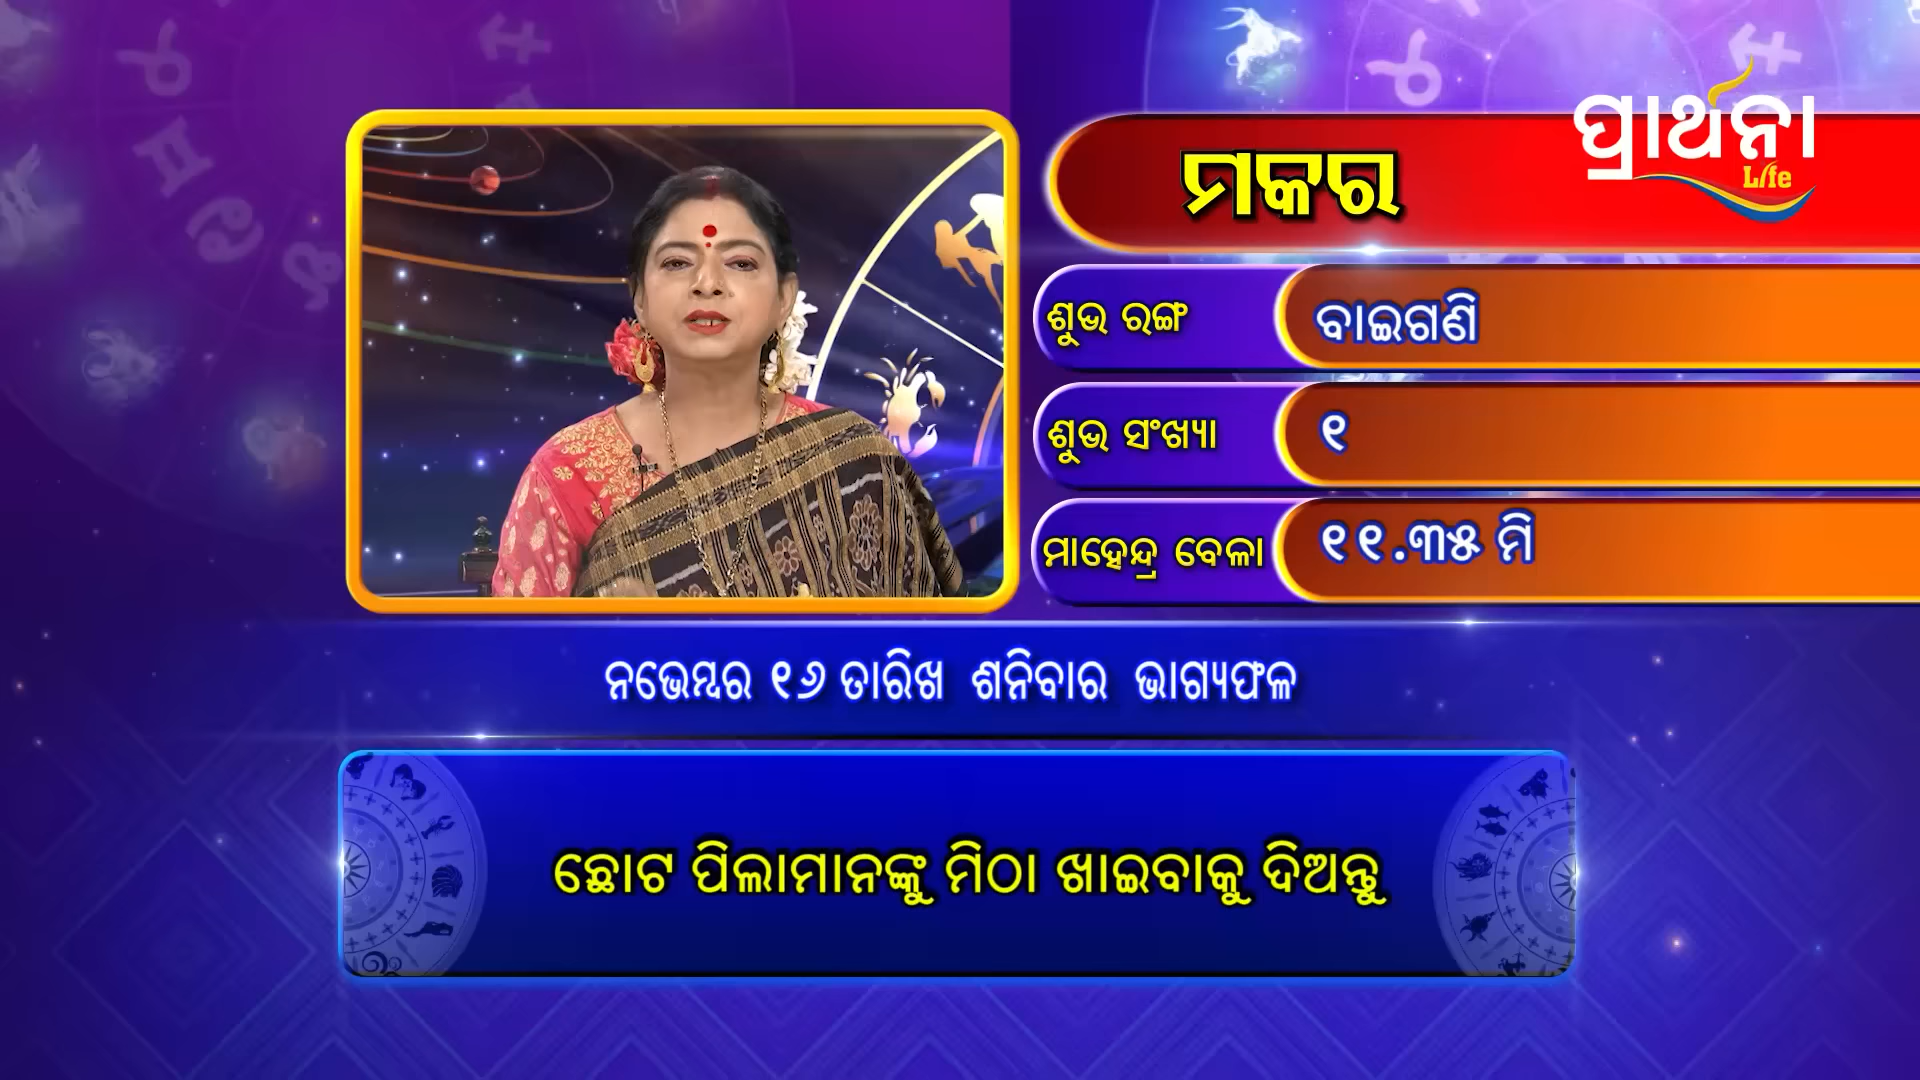 ପ୍ରାର୍ଥନା
Life
ମକର
ଶୁଭ ରଙ୍ଗ
ବାଇଗଣି
ଶୁଭ ସଂଖ୍ୟା
୧
ମାହେନ୍ଦ୍ର ବେଳା
୧୧.୩୫ ମି
ନଭେମ୍ବର ୧୬ ତାରିଖ ଶନିବାର ଭାଗ୍ୟଫଳ
ଛୋଟ ପିଲାମାନଙ୍କୁ ମିଠା ଖାଇବାକୁ ଦିଅନ୍ତୁ